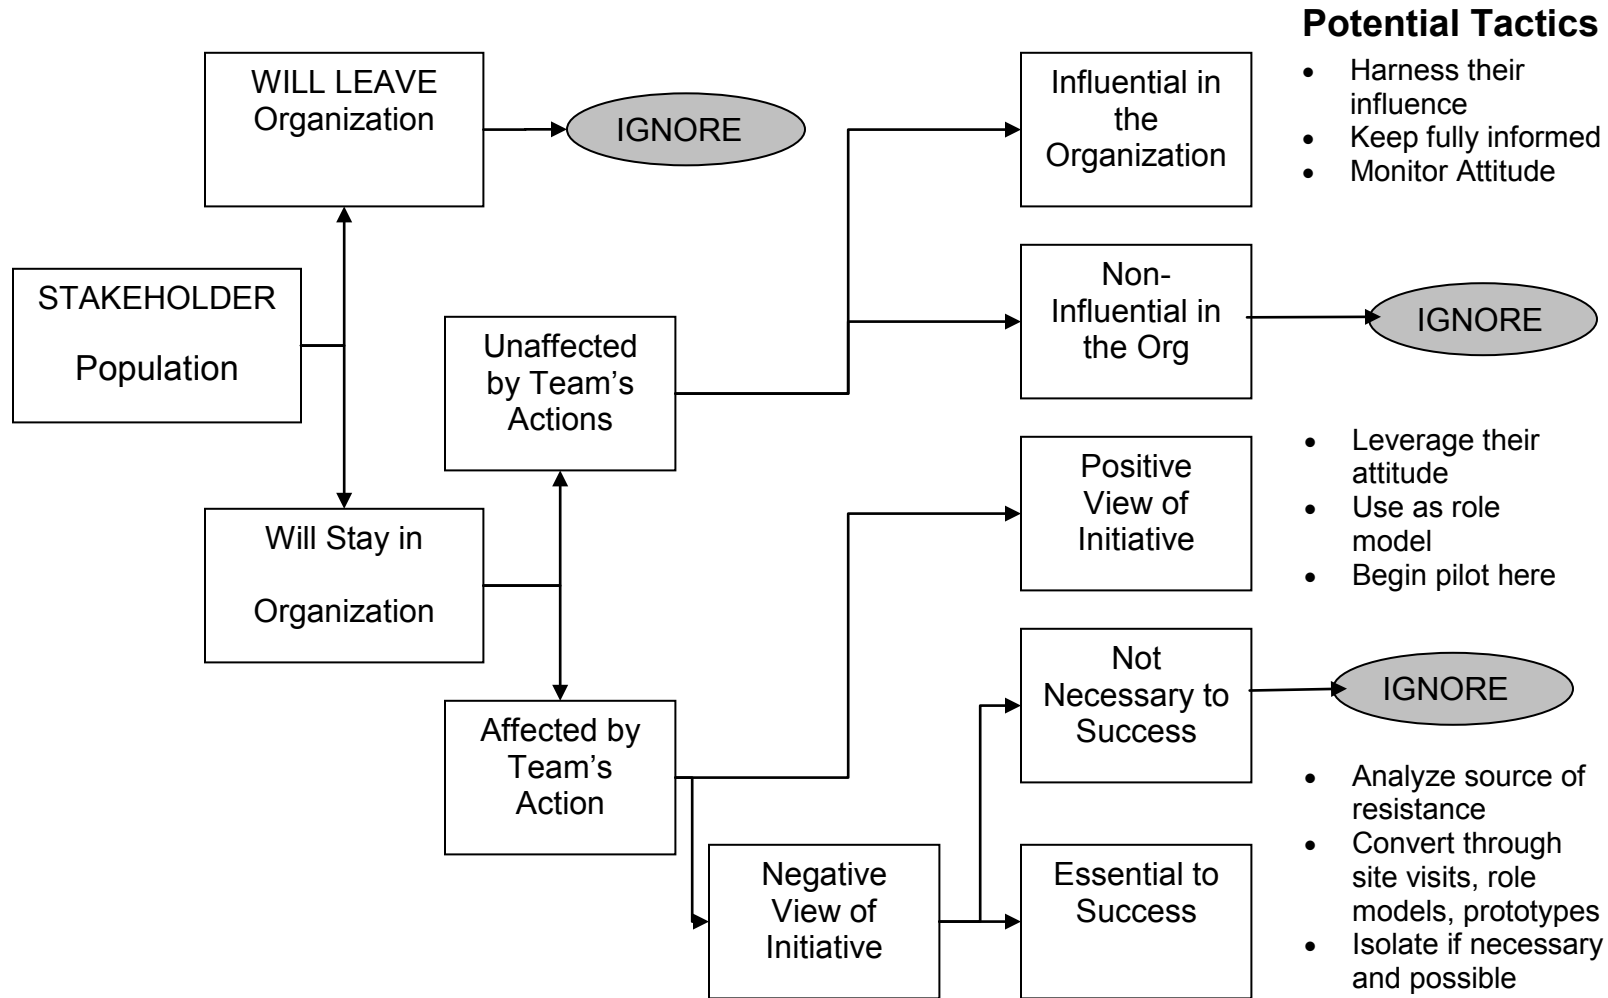 Potential Tactics
WILL LEAVE
Organization
IGNORE
Influential in
the
Organization
• Harness their
influence
• Keep fully informed
• Monitor Attitude
STAKEHOLDER
Population
Unaffected
by Team’s
Actions
Non-
Influential in
the Org
IGNORE
Will Stay in
Organization
Positive
View of
Initiative
• Leverage their
attitude
• Use as role
model
• Begin pilot here
Affected by
Team’s
Action
Not
Necessary to
Success
IGNORE
Negative
View of
Initiative
Essential to
Success
• Analyze source of
resistance
• Convert through
site visits, role
models, prototypes
• Isolate if necessary
and possible